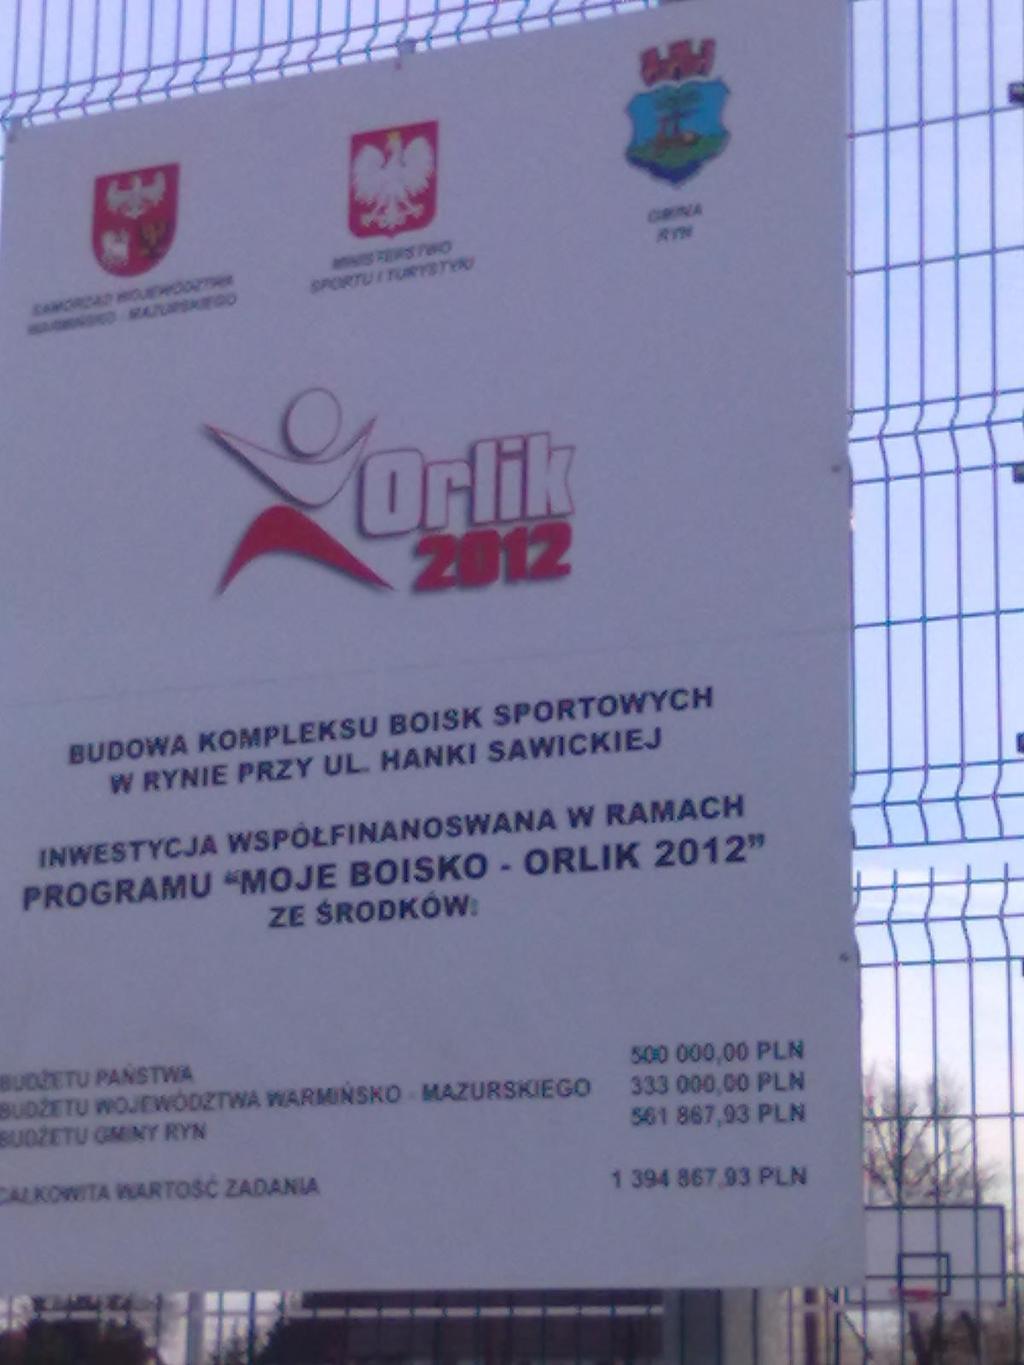 SAMORZĄD WOJEWÓDZTWA
WARMIŃSKO - MAZURSKIEGO
MINISTERSTWO
SPORTU I TURYSTYKI
GMINA
RYN
Orlik
2012
BUDOWA KOMPLEKSU BOISK SPORTOWYCH
W RYNIE PRZY UL. HANKI SAWICKIEJ
INWESTYCJA WSPÓŁFINANOSWANA W RAMACH
PROGRAMU “MOJE BOISKO - ORLIK 2012”
ZE ŚRODKÓW:
BUDŻETU PAŃSTWA 500 000,00 PLN
BUDŻETU WOJEWÓDZTWA WARMIŃSKO - MAZURSKIEGO 333 000,00 PLN
BUDŻETU GMINY RYN 561 867,93 PLN
CAŁKOWITA WARTOŚĆ ZADANIA 1 394 867,93 PLN